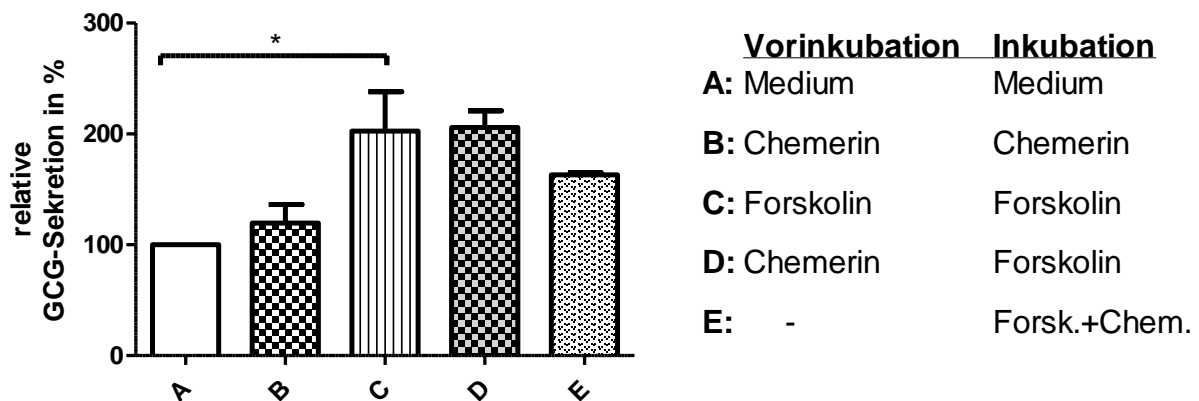 relative
GCG-Sekretion in %
300
200
100
0
*
A
B
C
D
E
Vorinkubation Inkubation
A: Medium Medium
B: Chemerin Chemerin
C: Forskolin Forskolin
D: Chemerin Forskolin
E: - Forsk.+Chem.